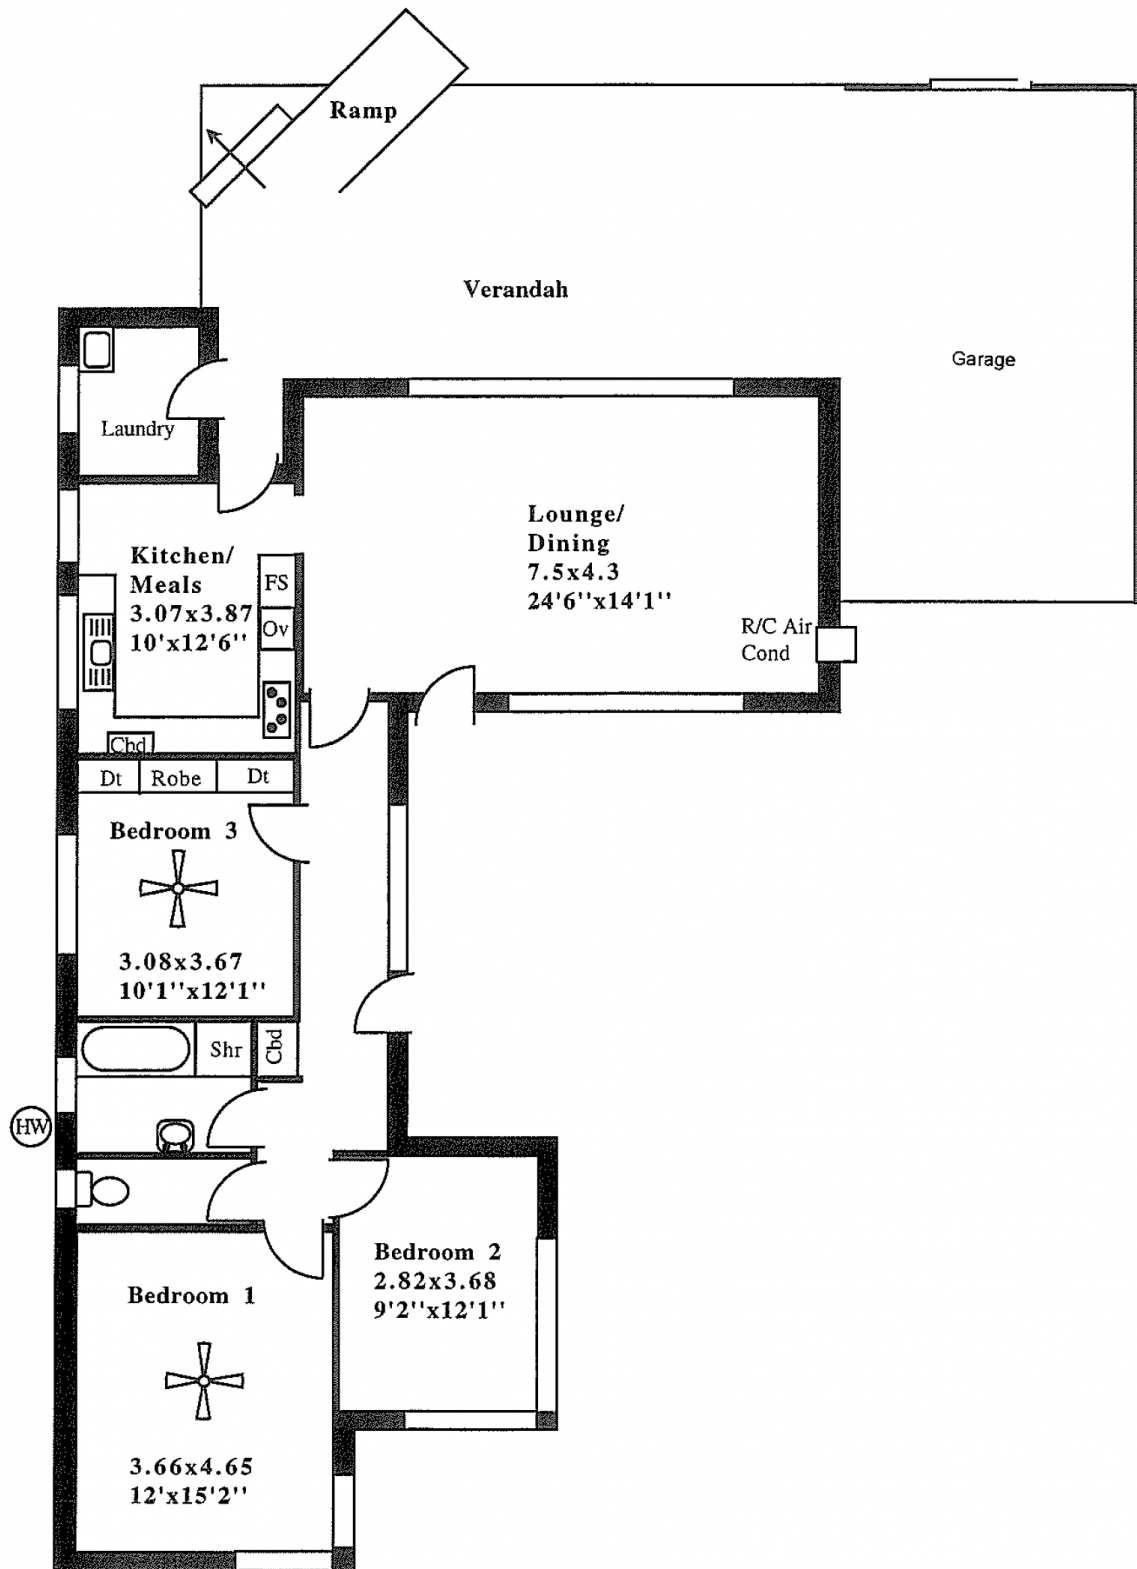 Ramp
Verandah
Garage
Laundry
Lounge/
Dining
7.5x4.3
24'6''x14'1''
Kitchen/
Meals
3.07x3.87
10'x12'6''
FS
Ov
R/C Air
Cond
Cbd
Dt
Robe
Dt
Bedroom 3
3.08x3.67
10'1''x12'1''
Shr
Cbd
HW
Bedroom 2
2.82x3.68
9'2''x12'1''
Bedroom 1
3.66x4.65
12'x15'2''